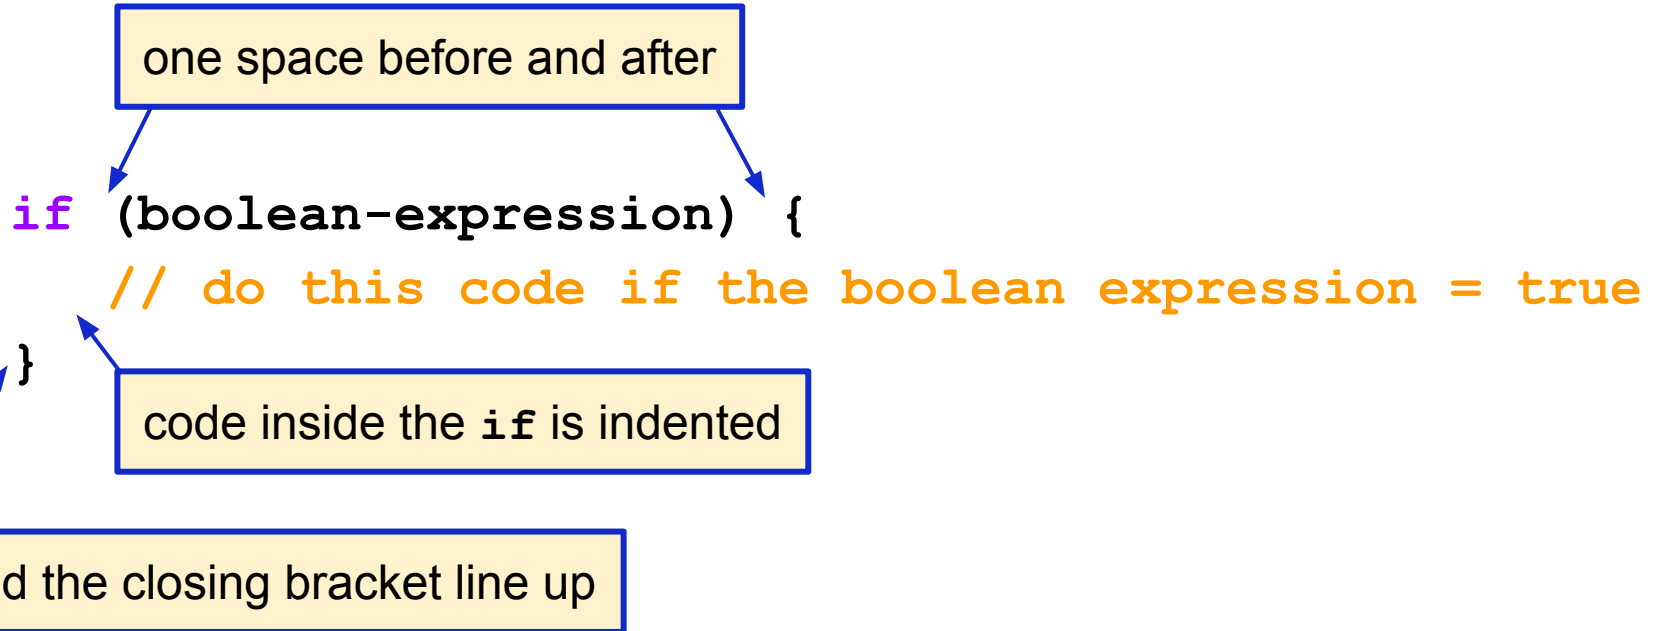 one space before and after
if (boolean-expression) {
// do this code if the boolean expression = true
}
code inside the if is indented
the closing bracket line up